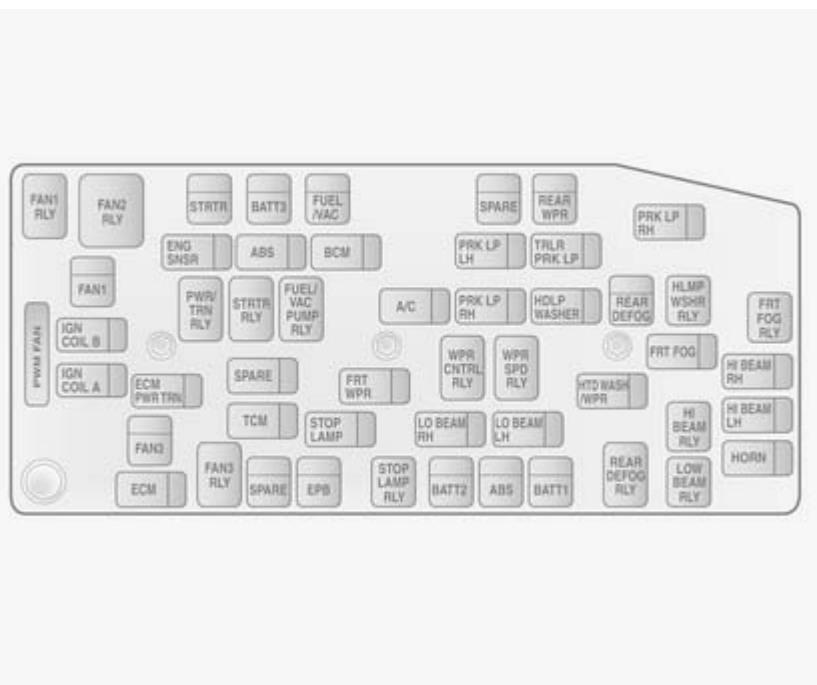 FAN1
RLY
FAN2
RLY
STRTR
BATT3
FUEL
/VAC
SPARE
REAR
WPR
PRK LP
RH
ENG
SNSR
ABS
BCM
PRK LP
LH
TRLR
PRK LP
FAN1
PWR/
TRN
RLY
STRTR
RLY
FUEL/
VAC
PUMP
RLY
A/C
PRK LP
RH
HDLP
WASHER
REAR
DEFOG
HLMP
WSHR
RLY
FRT
FOG
RLY
PWM FAN
IGN
COIL B
WPR
CNTRL
RLY
WPR
SPD
RLY
FRT FOG
IGN
COIL A
ECM
PWR TRN
SPARE
FRT
WPR
HTD WASH
/WPR
HI BEAM
RH
TCM
STOP
LAMP
LO BEAM
RH
LO BEAM
LH
HI
BEAM
RLY
HI BEAM
LH
FAN3
FAN3
RLY
HORN
ECM
SPARE
EPB
STOP
LAMP
RLY
BATT2
ABS
BATT1
REAR
DEFOG
RLY
LOW
BEAM
RLY